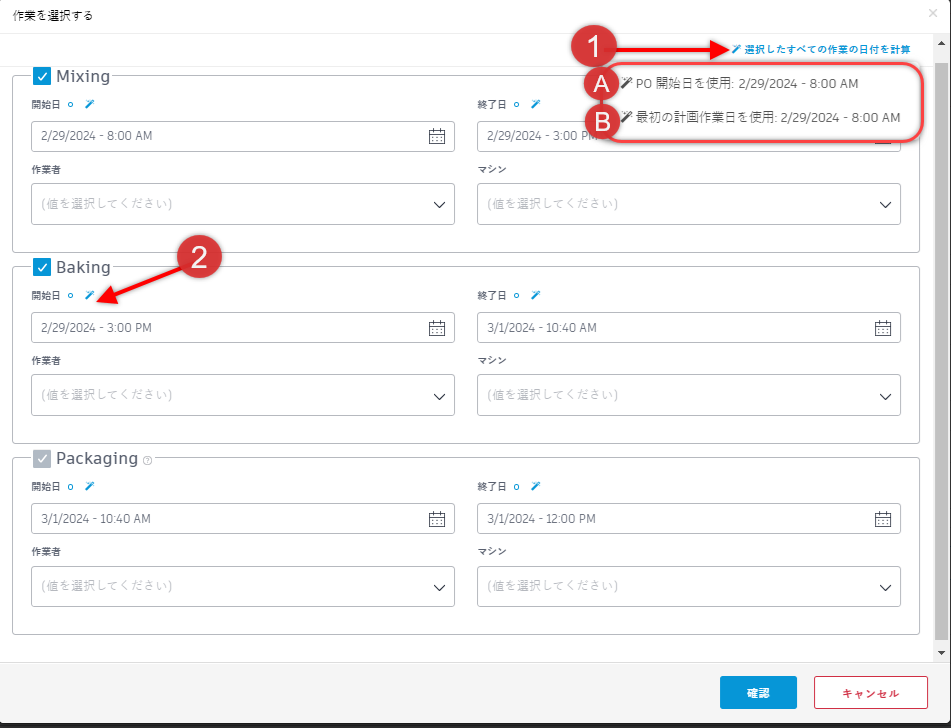 作業を選択する
1
選択したすべての作業の日付を計算
A PO 開始日を使用: 2/29/2024 - 8:00 AM
B 最初の計画作業日を使用: 2/29/2024 - 8:00 AM
Mixing
開始日
終了日
2/29/2024 - 8:00 AM
2/29/2024 - 3:00 PM
作業者
マシン
(値を選択してください)
(値を選択してください)
2
Baking
開始日
終了日
2/29/2024 - 3:00 PM
3/1/2024 - 10:40 AM
作業者
マシン
(値を選択してください)
(値を選択してください)
Packaging
開始日
終了日
3/1/2024 - 10:40 AM
3/1/2024 - 12:00 PM
作業者
マシン
(値を選択してください)
(値を選択してください)
確認
キャンセル